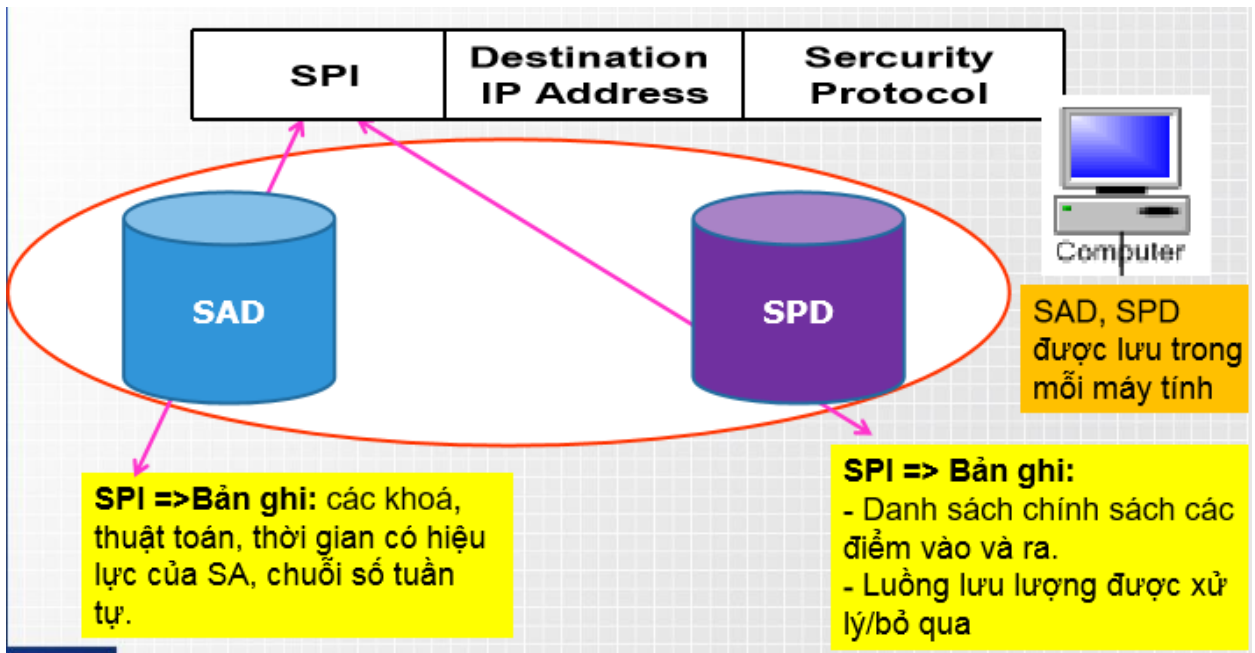 SPI
Destination
IP Address
Sercurity
Protocol
Computer
SAD
SPD
SAD, SPD
được lưu trong
mỗi máy tính
SPI =>Bản ghi: các khoá,
thuật toán, thời gian có hiệu
lực của SA, chuỗi số tuần
tự.
SPI => Bản ghi:
- Danh sách chính sách các
điểm vào và ra.
- Luồng lưu lượng được xử
lý/bỏ qua